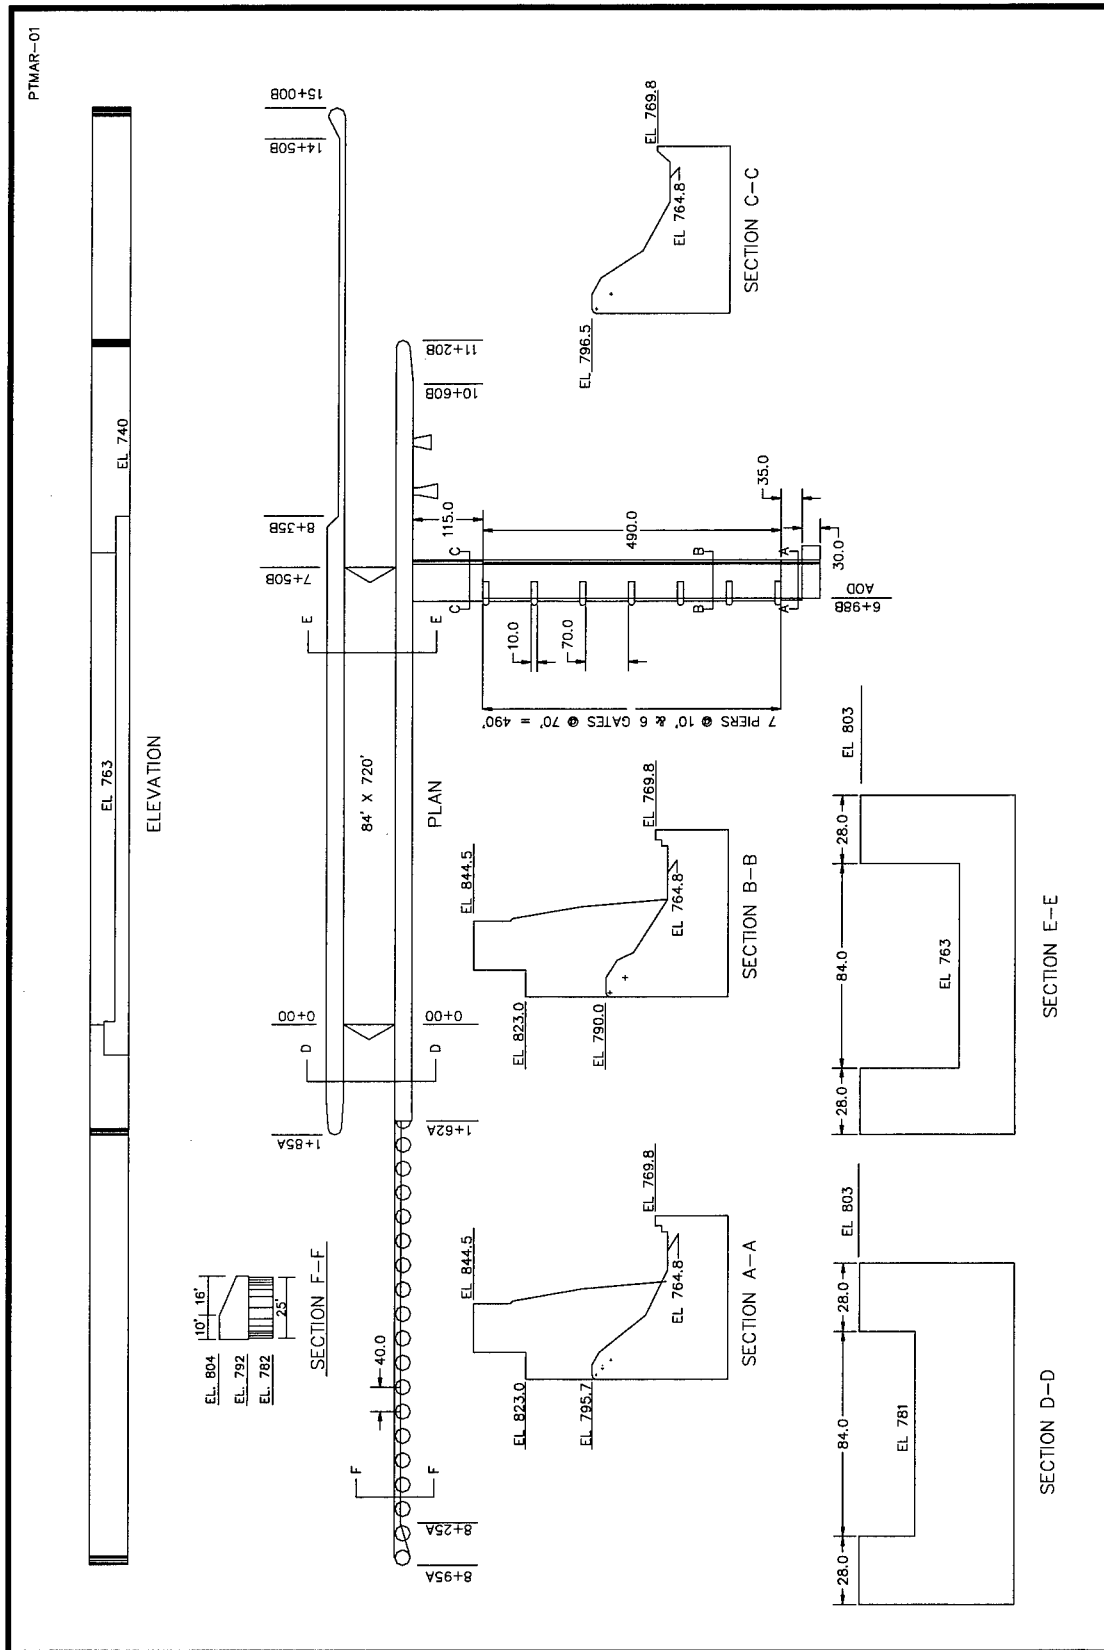 PTMAR-01
EL 763
EL 740
ELEVATION
15+00B
14+50B
8+35B
7+50B
0+00
1+85A
E
E
D
D
84' X 720'
PLAN
11+20B
10+60B
0+00
1+62A
8+25A
8+95A
F
F
40.0
115.0
490.0
35.0
30.0
10.0
70.0
C
C
B
B
A
A
6+98B
AOD
7 PIERS @ 10' & 6 GATES @ 70' = 490'
10'
16'
EL. 804
EL. 792
EL. 782
25'
SECTION F-F
EL 844.5
EL 823.0
EL 795.7
EL 764.8
EL 769.8
SECTION A-A
EL 844.5
EL 823.0
EL 790.0
EL 764.8
EL 769.8
SECTION B-B
EL 796.5
EL 764.8
EL 769.8
SECTION C-C
28.0
84.0
28.0
EL 803
EL 781
SECTION D-D
28.0
84.0
28.0
EL 803
EL 763
SECTION E-E